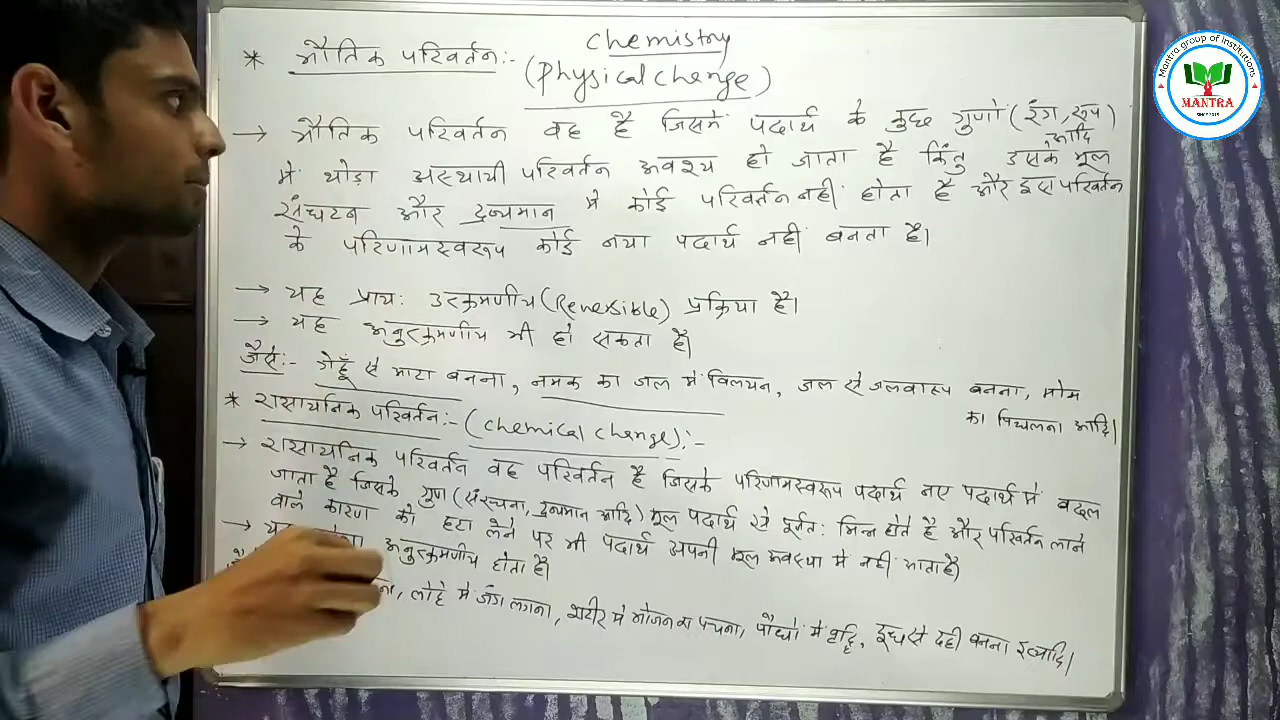 chemistry
* भौतिक परिवर्तन:-
(Physical change)
→ भौतिक परिवर्तन वह है जिसमें पदार्थ के कुछ गुणों (रंग, रूप आदि)
में थोड़ा अस्थायी परिवर्तन अवश्य हो जाता है किंतु उसके मूल
संघटन और द्रव्यमान में कोई परिवर्तन नहीं होता है और इस परिवर्तन
के परिणामस्वरूप कोई नया पदार्थ नहीं बनता है।
→ यह प्राय: उत्क्रमणीय (Reversible) प्रक्रिया है।
→ यह अनुत्क्रमणीय भी हो सकता है।
जैसे:- गेहूँ से आटा बनना, नमक का जल में विलयन, जल से जलवाष्प बनना, मोम
का पिघलना आदि।
* रासायनिक परिवर्तन:- (chemical change):-
→ रासायनिक परिवर्तन वह परिवर्तन है जिसके परिणामस्वरूप पदार्थ नए पदार्थ में बदल
जाता है जिसके गुण (संरचना, द्रव्यमान आदि) मूल पदार्थ से पूर्णत: भिन्न होते है और परिवर्तन लाने
वाले कारण को हटा लेने पर भी पदार्थ अपनी मूल अवस्था में नहीं आता है।
→ अनुत्क्रमणीय होता है।
लोहे में जंग लगना, शरीर में भोजन का पचना, पौधों में वृद्धि, दूध से दही बनना इत्यादि।
Mantra group of Institutions
MANTRA
SINCE 2015